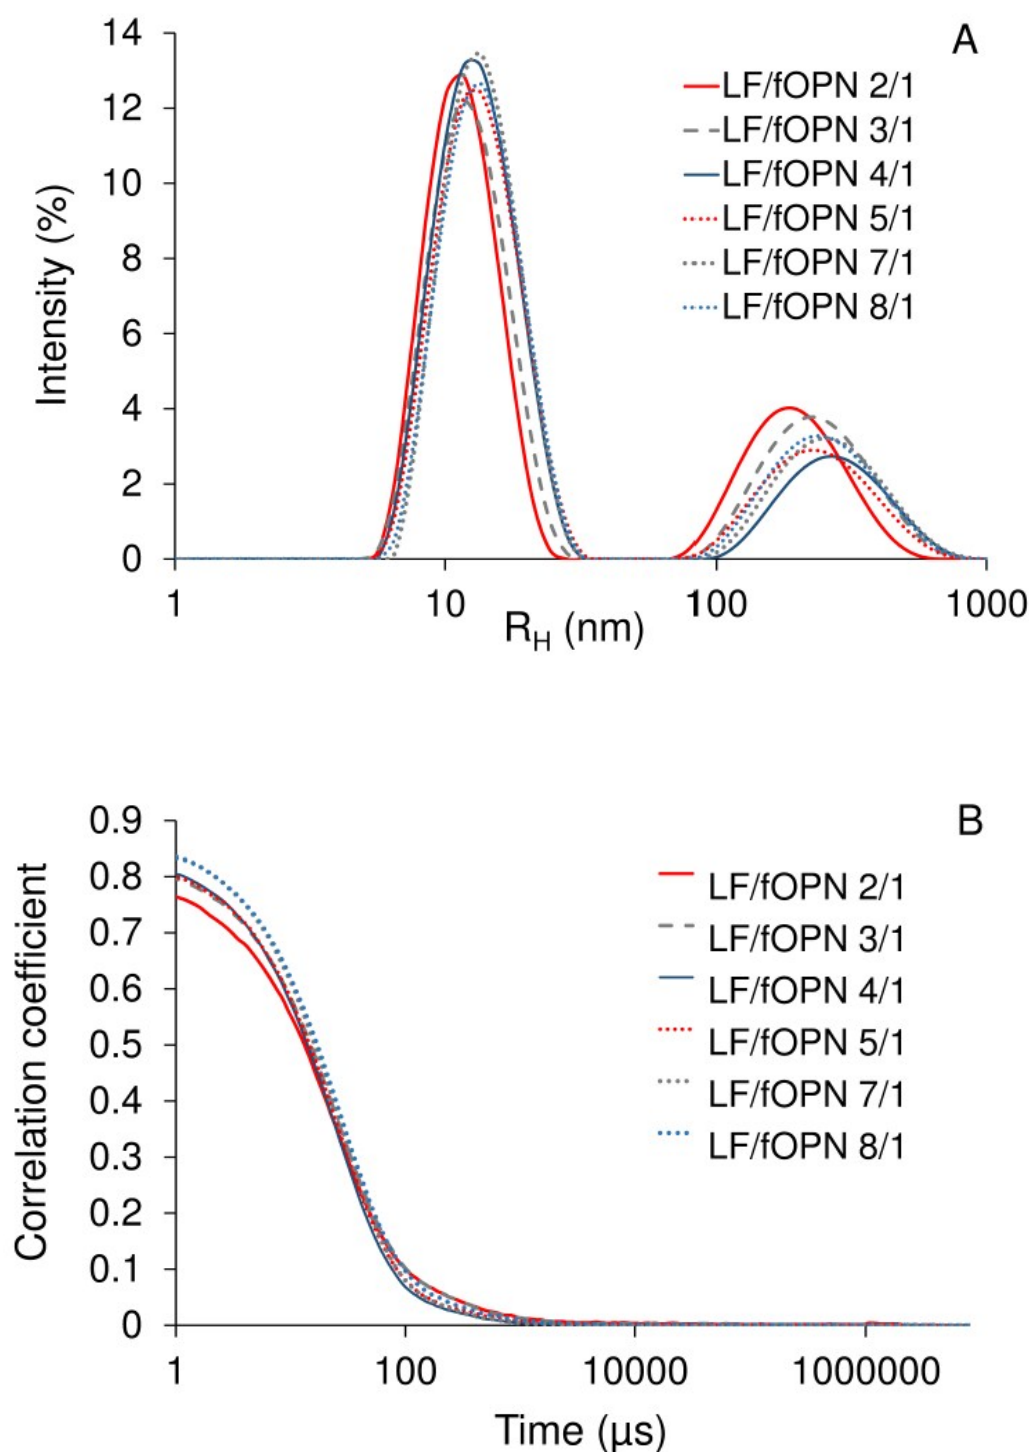 A
14
12
10
8
6
4
2
0
Intensity (%)
LF/fOPN 2/1
LF/fOPN 3/1
LF/fOPN 4/1
LF/fOPN 5/1
LF/fOPN 7/1
LF/fOPN 8/1
1 10 100 1000
R_H (nm)
B
0.9
0.8
0.7
0.6
0.5
0.4
0.3
0.2
0.1
0
Correlation coefficient
LF/fOPN 2/1
LF/fOPN 3/1
LF/fOPN 4/1
LF/fOPN 5/1
LF/fOPN 7/1
LF/fOPN 8/1
1 100 10000 1000000
Time (µs)